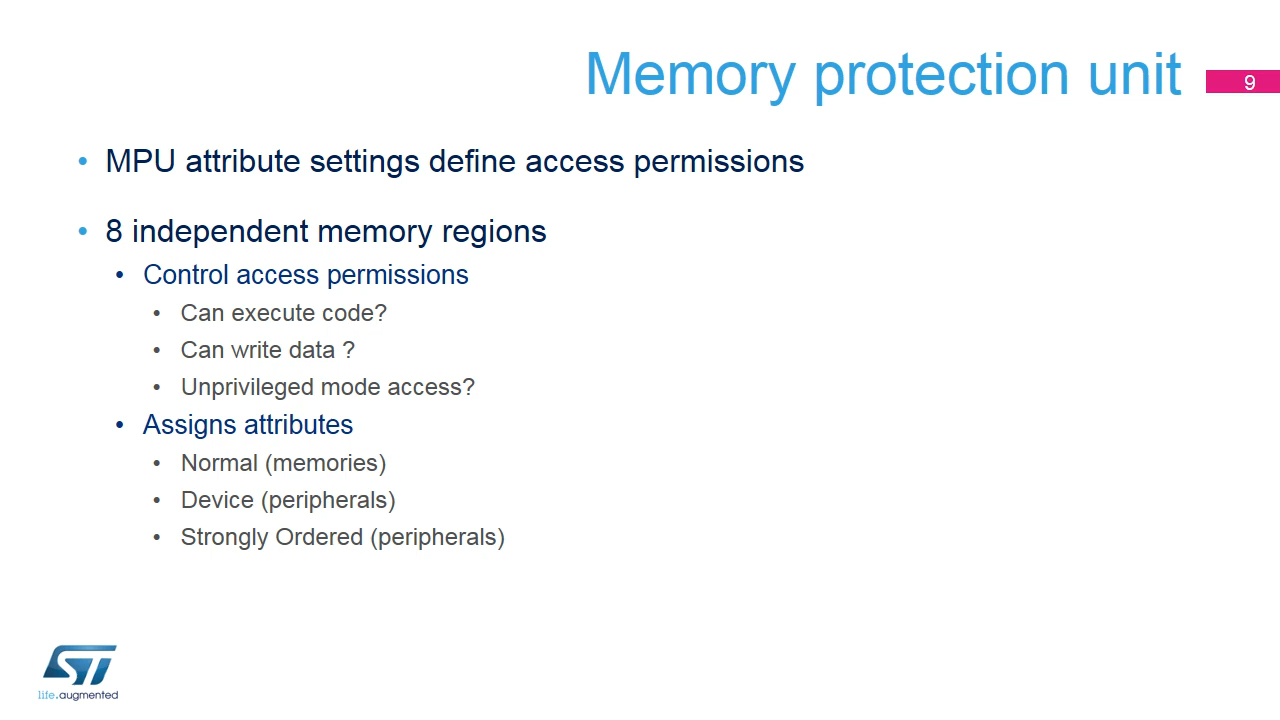 Memory protection unit
9
• MPU attribute settings define access permissions
• 8 independent memory regions
• Control access permissions
• Can execute code?
• Can write data ?
• Unprivileged mode access?
• Assigns attributes
• Normal (memories)
• Device (peripherals)
• Strongly Ordered (peripherals)
ST
life.augmented